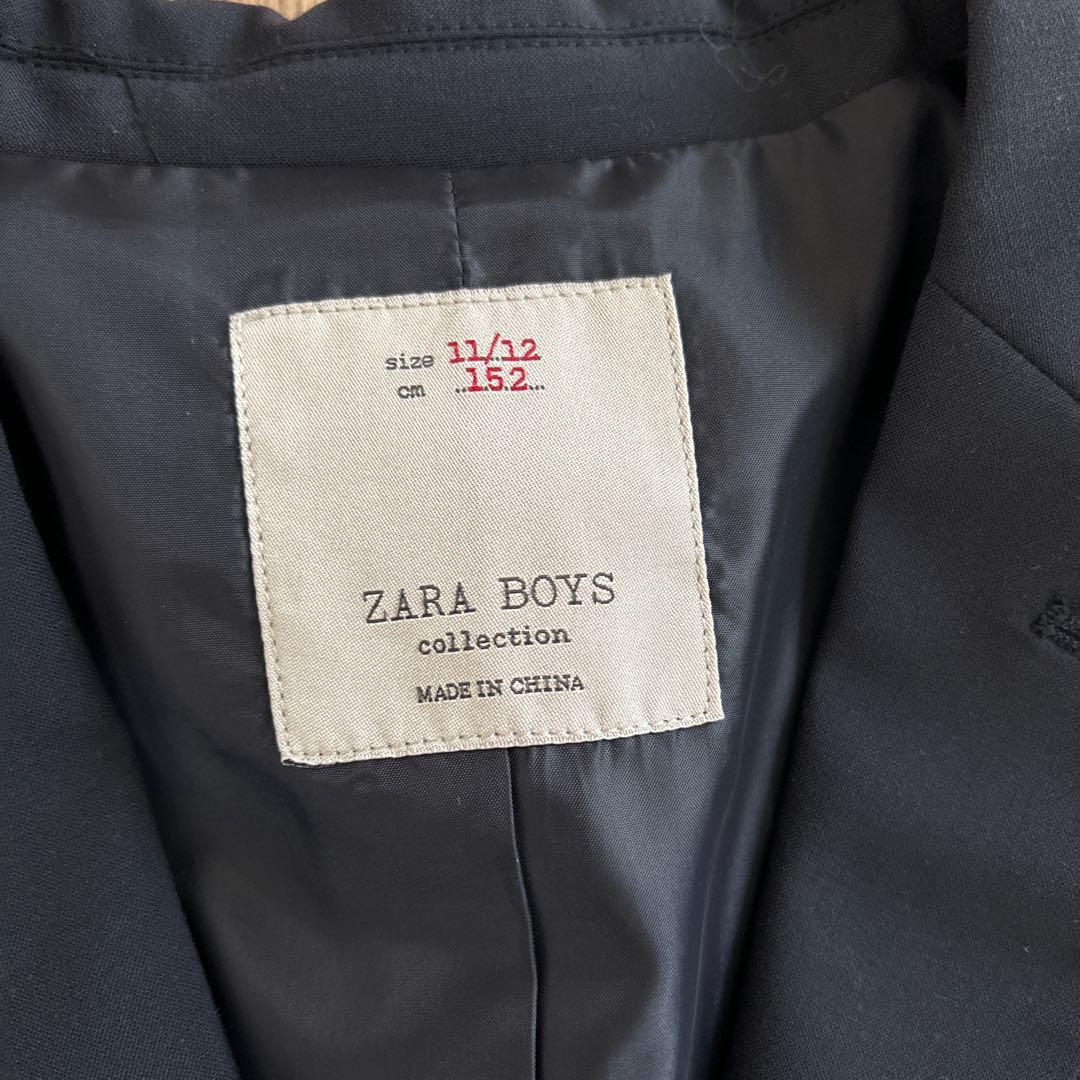 size 11/12
cm 152
ZARA BOYS
collection
MADE IN CHINA